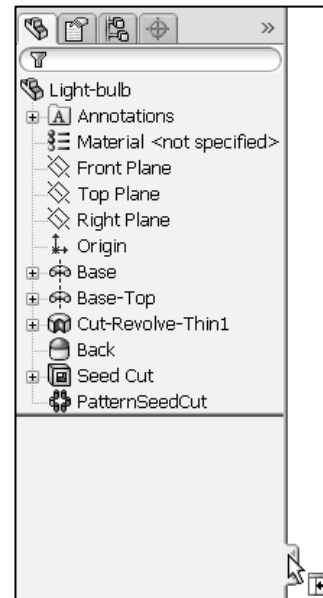 »
Light-bulb
A Annotations
Material <not specified>
Front Plane
Top Plane
Right Plane
Origin
Base
Base-Top
Cut-Revolve-Thin1
Back
Seed Cut
PatternSeedCut